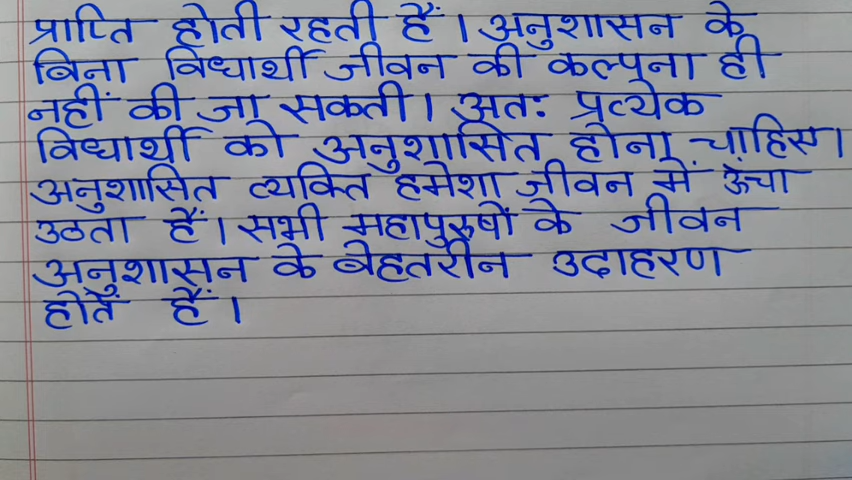 प्राप्ति होती रहती हैं। अनुशासन के
बिना विधार्थी जीवन की कल्पना ही
नहीं की जा सकती। अतः प्रत्येक
विधार्थी को अनुशासित होना चाहिए।
अनुशासित व्यक्ति हमेशा जीवन में ऊंचा
उठता हैं। सभी महापुरुषों के जीवन
अनुशासन के बेहतरीन उदाहरण
होतें हैं।